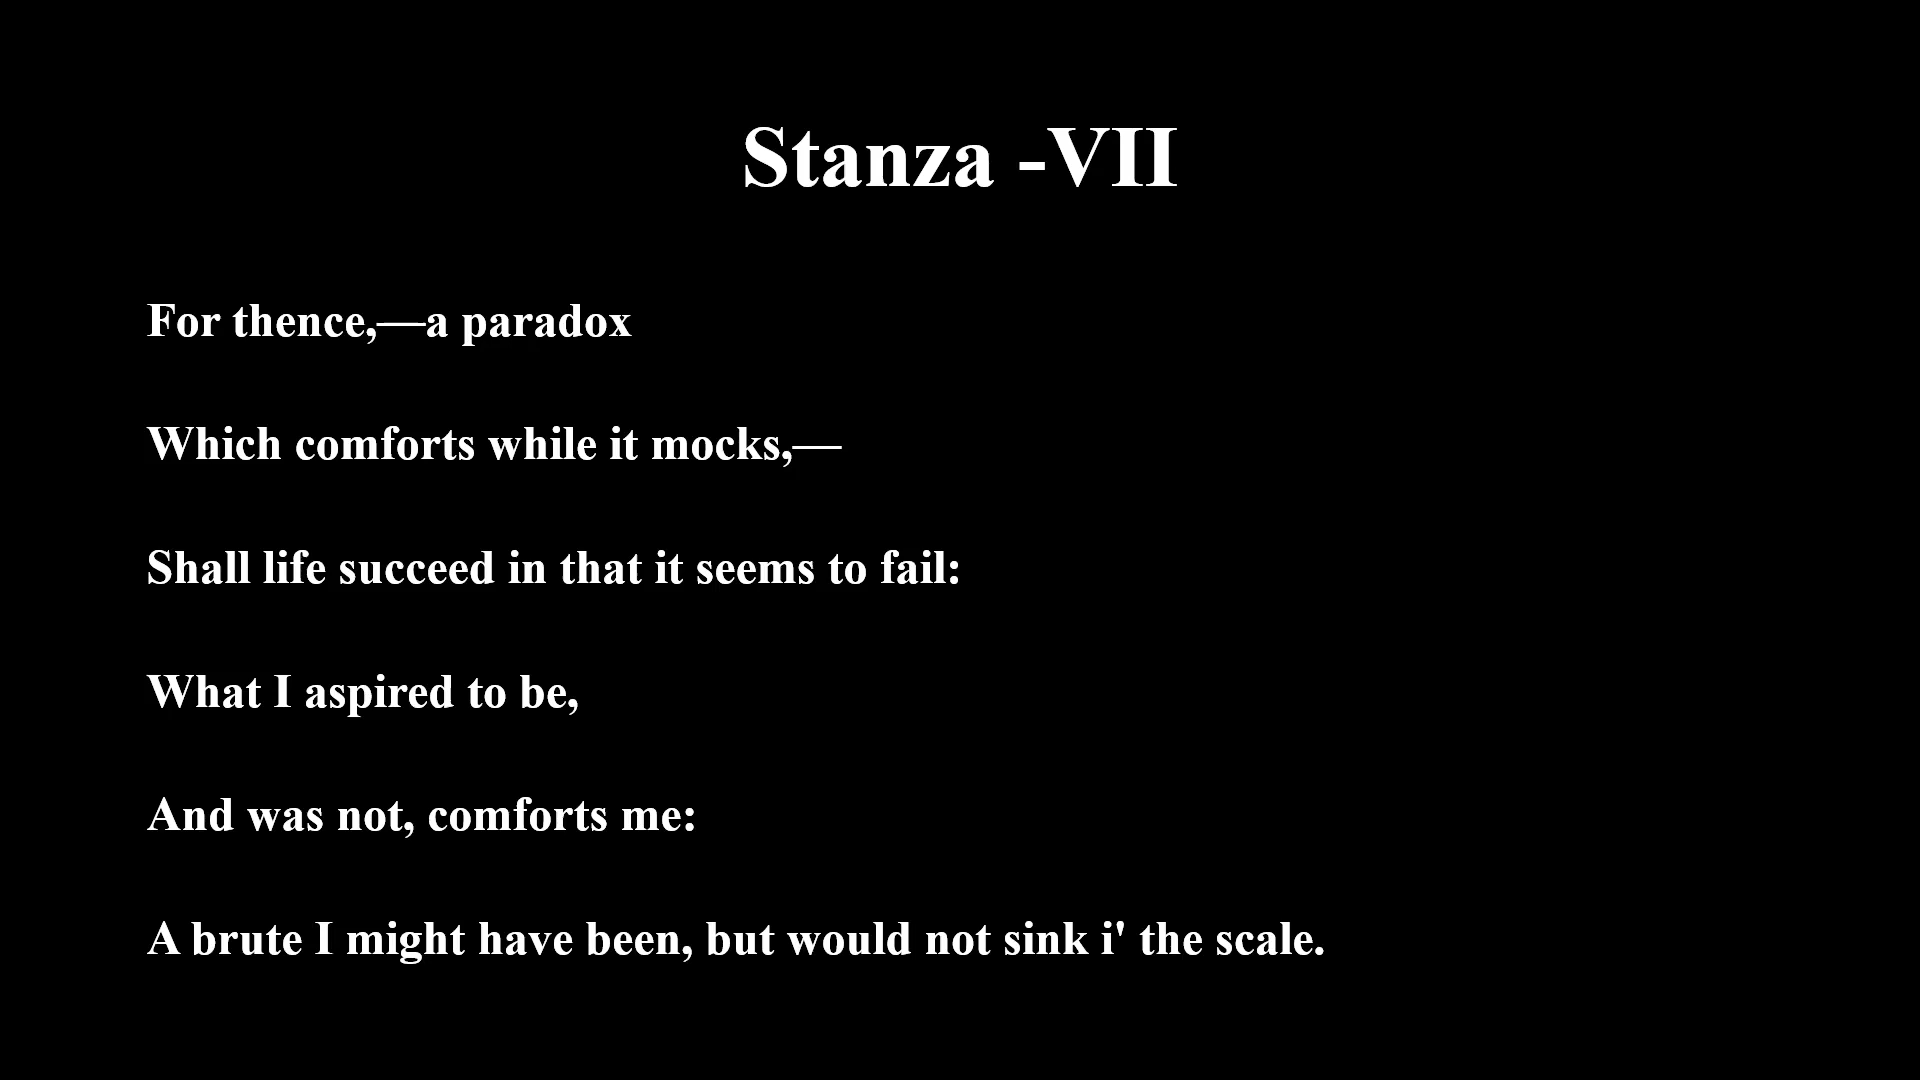 Stanza -VII
For thence,—a paradox
Which comforts while it mocks,—
Shall life succeed in that it seems to fail:
What I aspired to be,
And was not, comforts me:
A brute I might have been, but would not sink i' the scale.